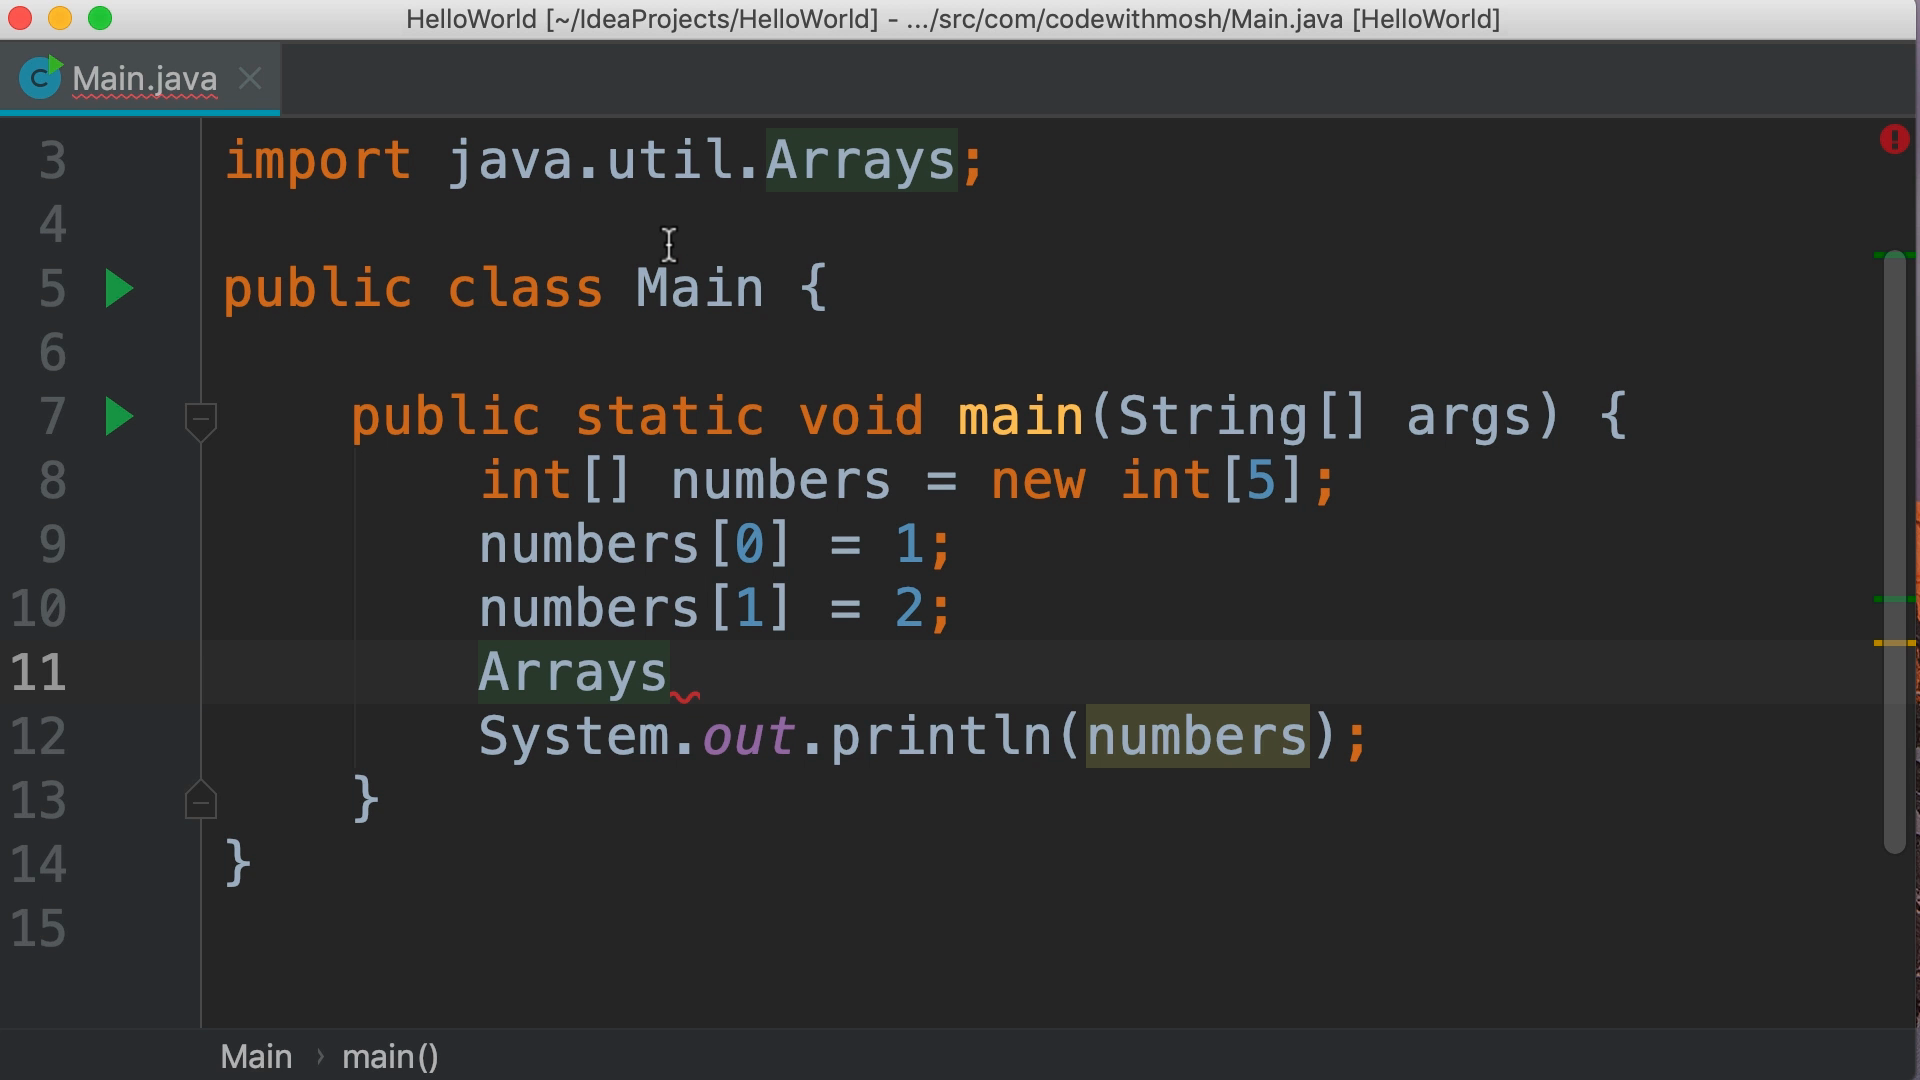 HelloWorld [~/IdeaProjects/HelloWorld] - .../src/com/codewithmosh/Main.java [HelloWorld]
Main.java
3 import java.util.Arrays;
4
5 public class Main {
6
7 public static void main(String[] args) {
8 int[] numbers = new int[5];
9 numbers[0] = 1;
10 numbers[1] = 2;
11 Arrays
12 System.out.println(numbers);
13 }
14 }
15
Main › main()